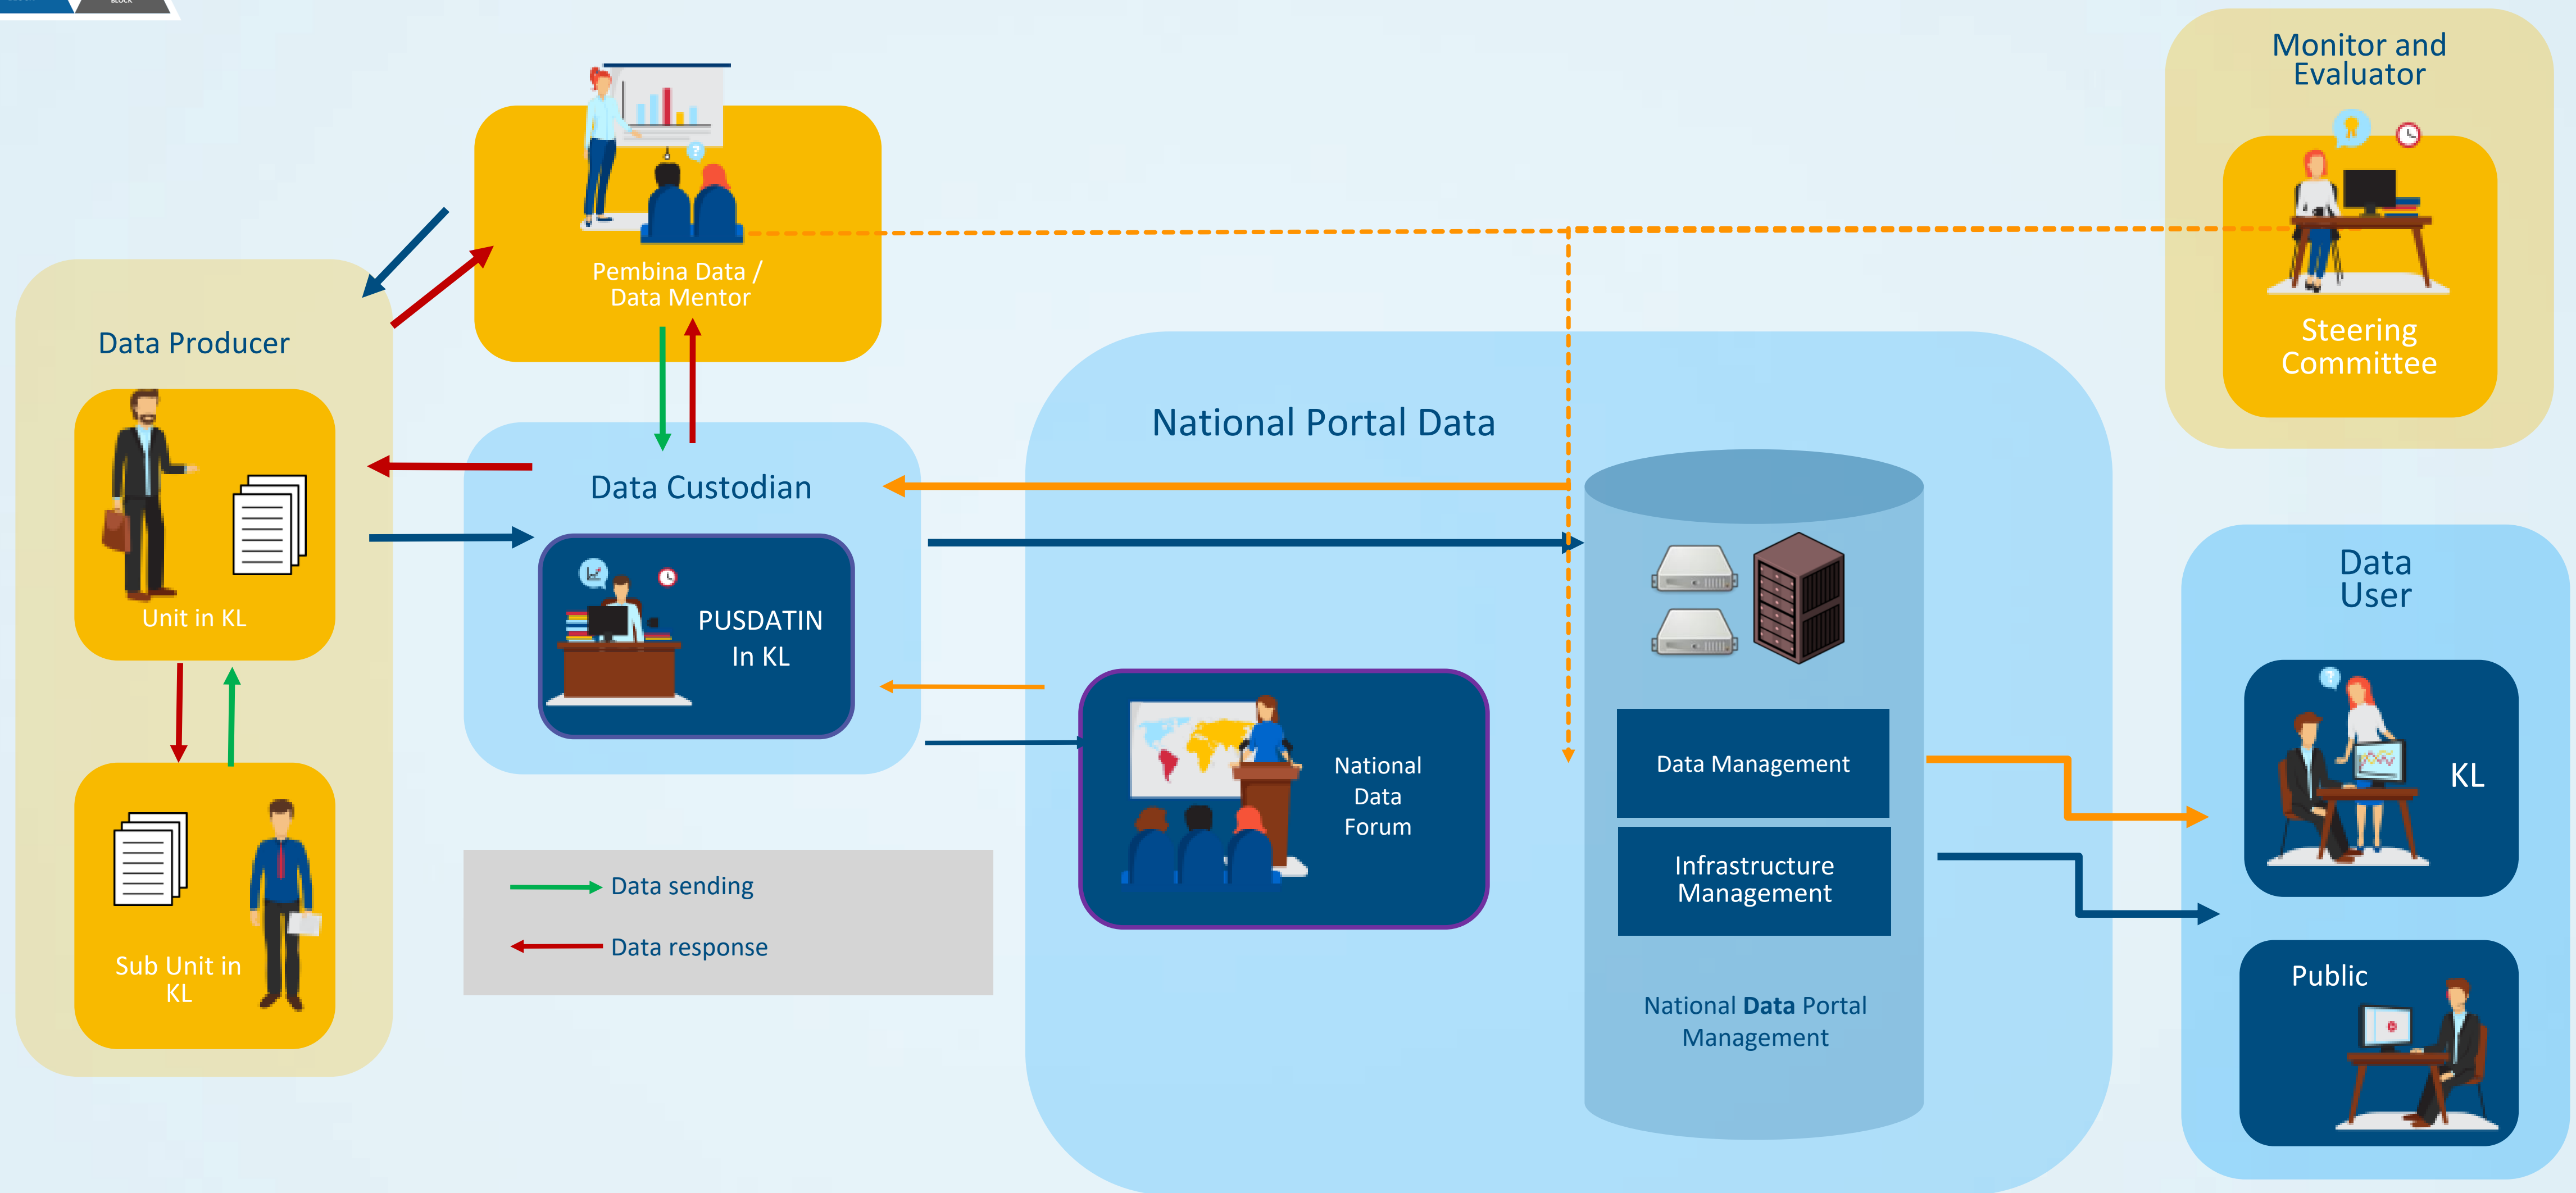 BLOCK
Monitor and
Evaluator
Steering
Committee
Pembina Data /
Data Mentor
Data Producer
Unit in KL
Sub Unit in
KL
Data Custodian
PUSDATIN
In KL
Data sending
Data response
National Portal Data
National
Data
Forum
Data Management
Infrastructure
Management
National Data Portal
Management
Data
User
KL
Public